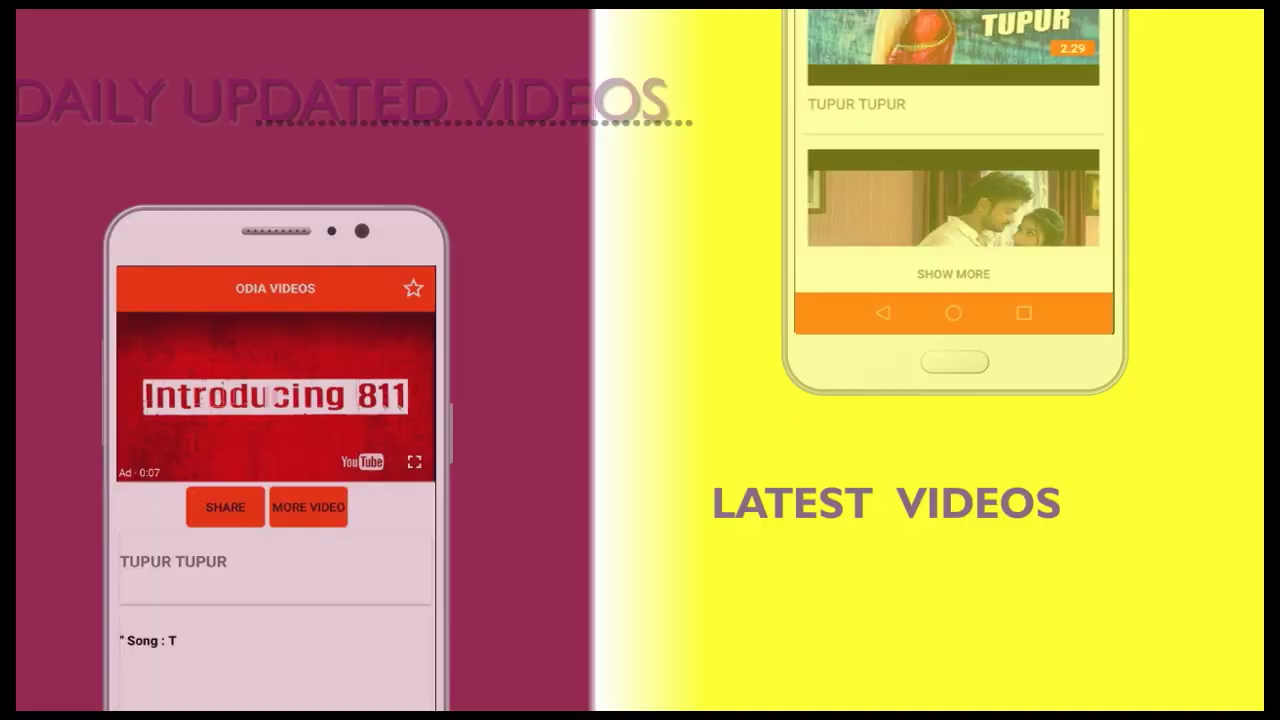 DAILY UPDATED VIDEOS
ODIA VIDEOS
Introducing 811
YouTube
Ad · 0:07
SHARE
MORE VIDEO
TUPUR TUPUR
" Song : T
TUPUR
2.29
TUPUR TUPUR
SHOW MORE
LATEST VIDEOS